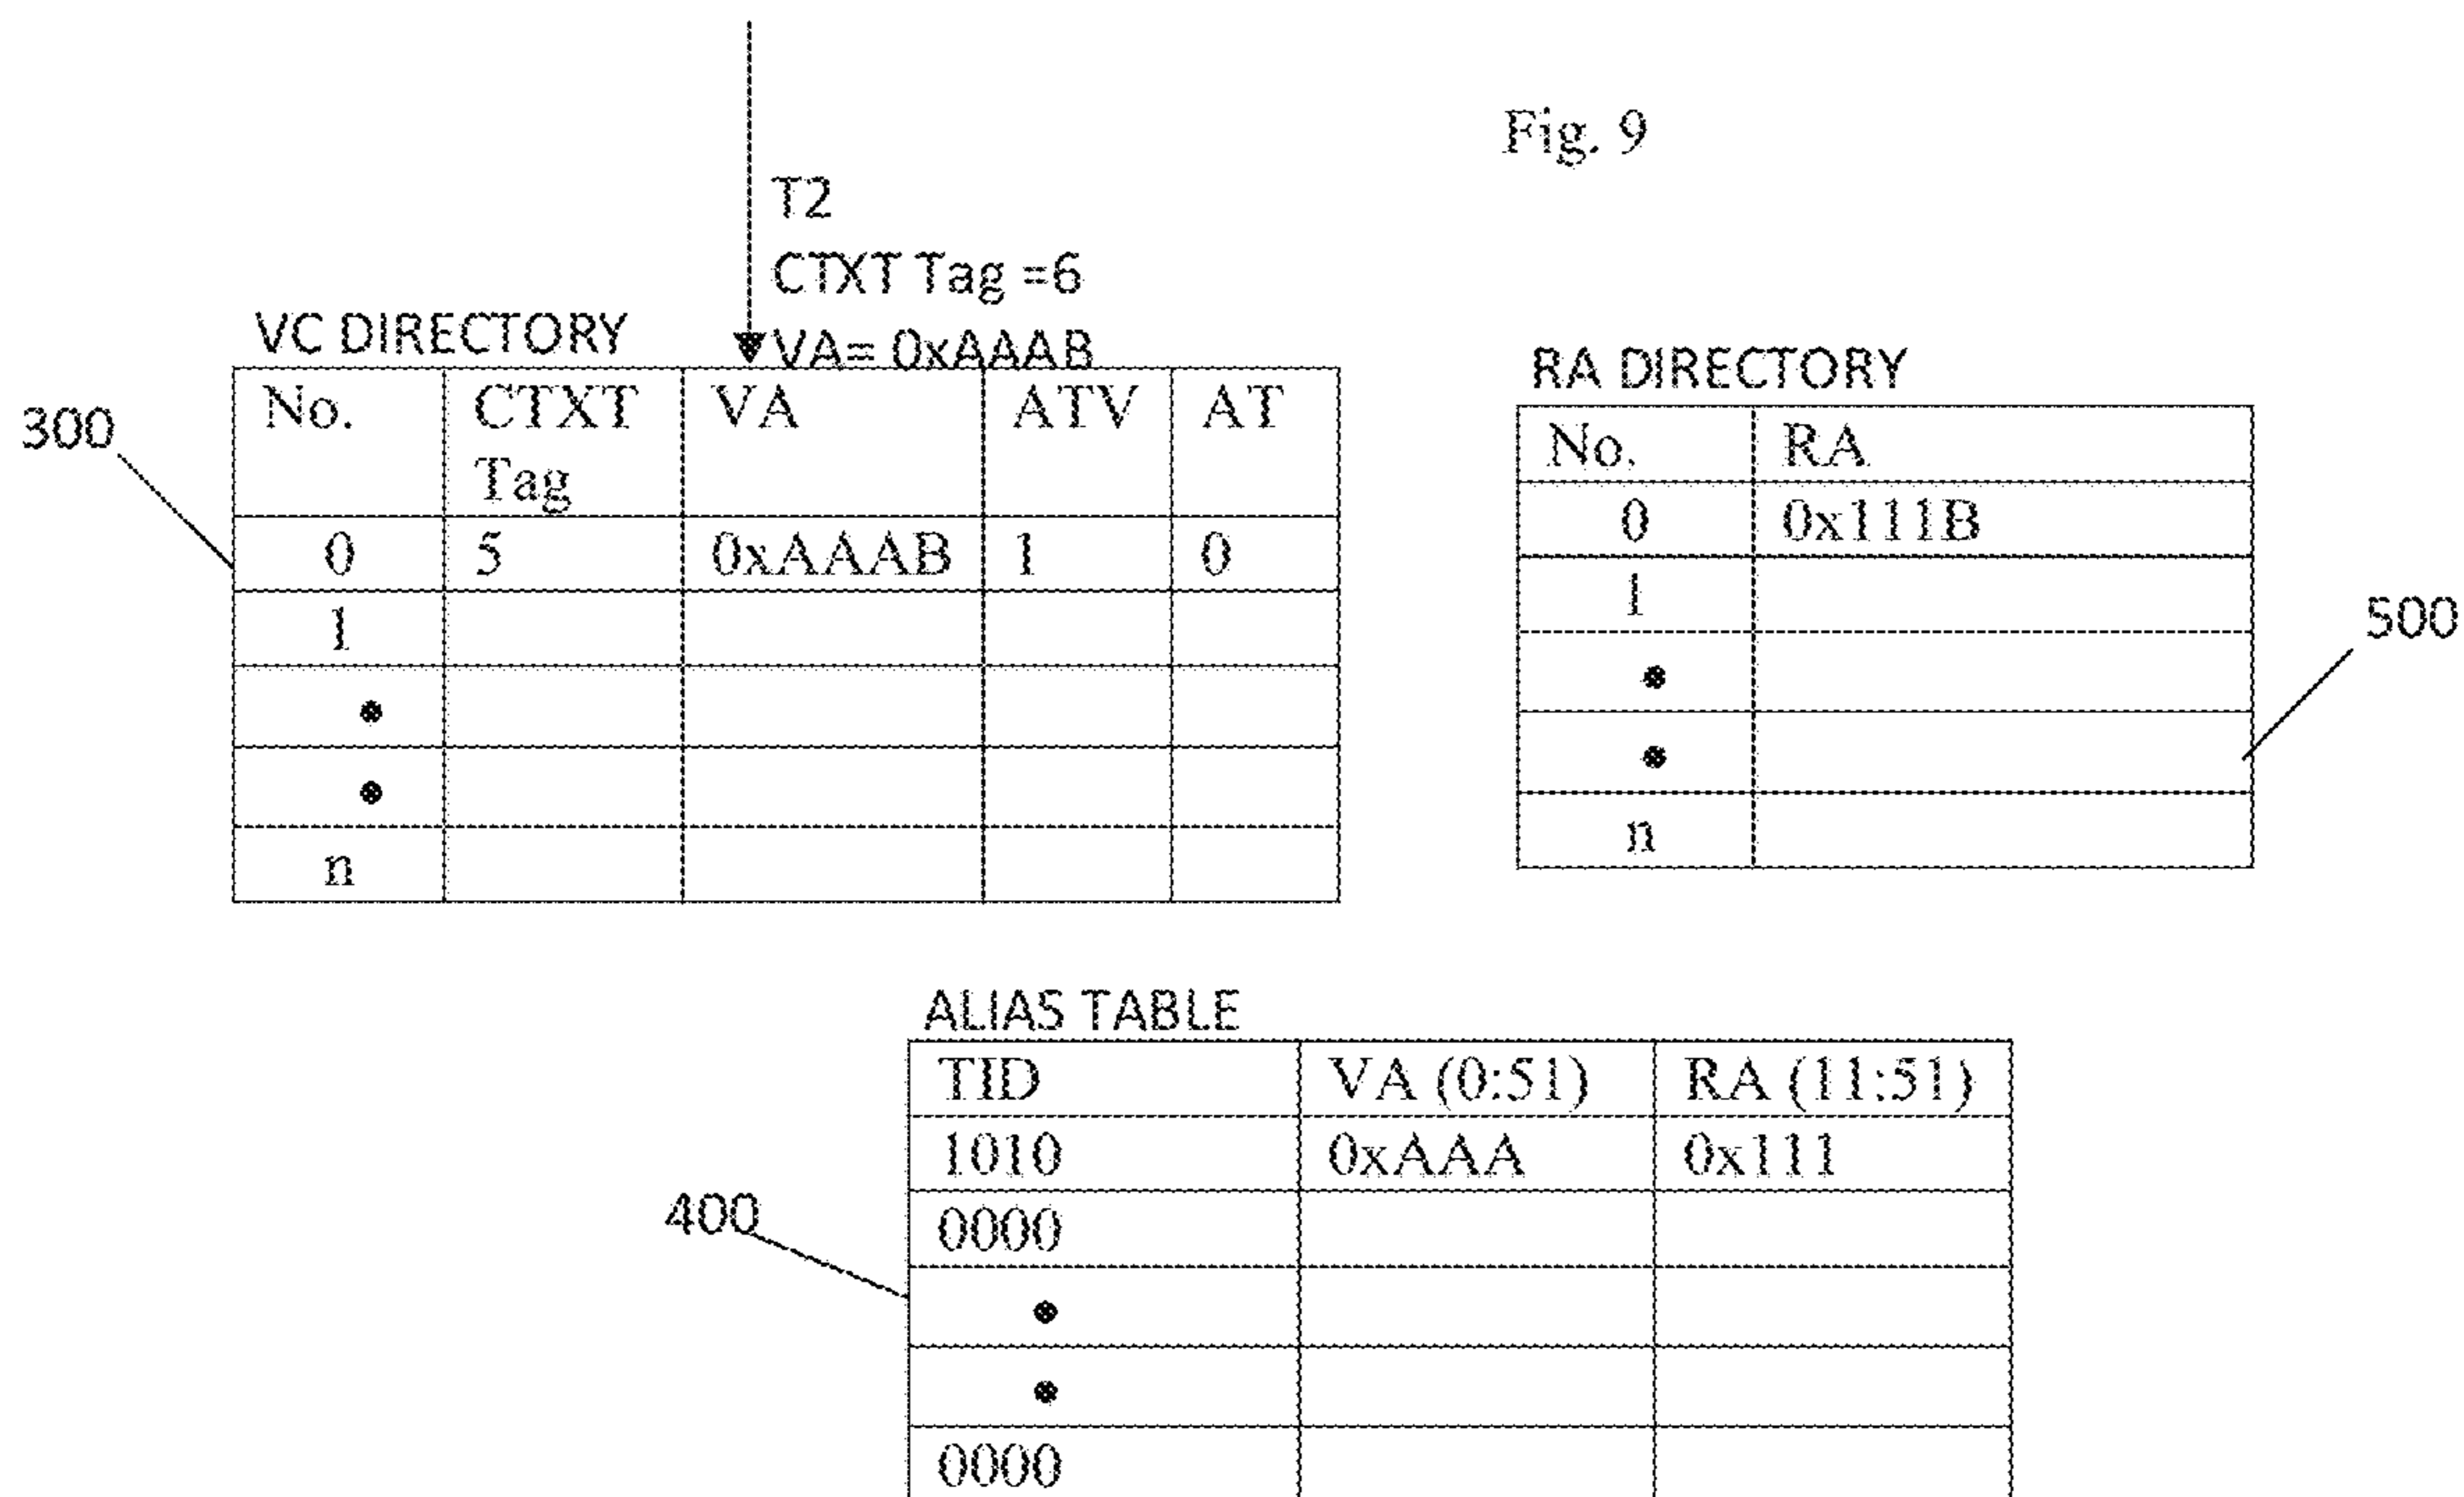 Fig. 9
T2
CTXT Tag =6
VA= 0xAAAB
VC DIRECTORY
No. CTXT Tag VA ATV AT
0 5 0xAAAB 1 0
1
n
300
RA DIRECTORY
No. RA
0 0x111B
1
n
500
ALIAS TABLE
TID VA (0:51) RA (11:51)
1010 0xAAA 0x111
0000
0000
400